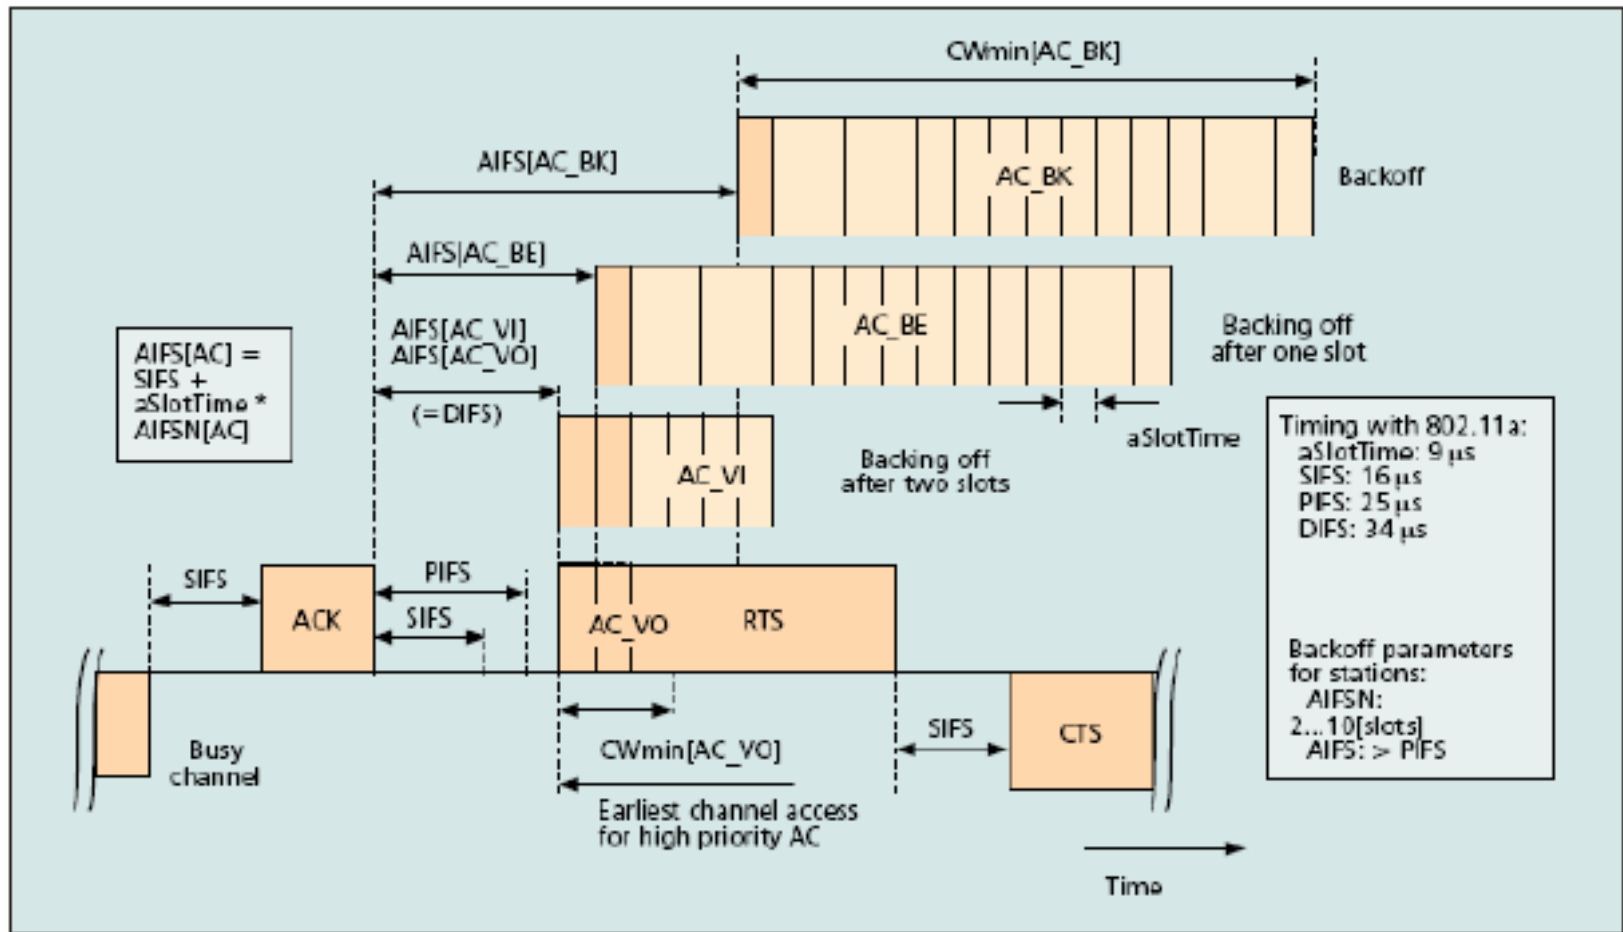 CWmin[AC_BK]
AIFS[AC_BK]
AC_BK
Backoff
AIFS[AC_BE]
AC_BE
Backing off
after one slot
AIFS[AC_VI]
AIFS[AC_VO]
(=DIFS)
AIFS[AC] =
SIFS +
aSlotTime *
AIFSN[AC]
aSlotTime
AC_VI
Backing off
after two slots
Timing with 802.11a:
aSlotTime: 9 µs
SIFS: 16 µs
PIFS: 25 µs
DIFS: 34 µs
Backoff parameters
for stations:
AIFSN:
2...10[slots]
AIFS: > PIFS
SIFS
ACK
PIFS
SIFS
AC_VO
RTS
Busy
channel
CWmin[AC_VO]
SIFS
CTS
Earliest channel access
for high priority AC
Time